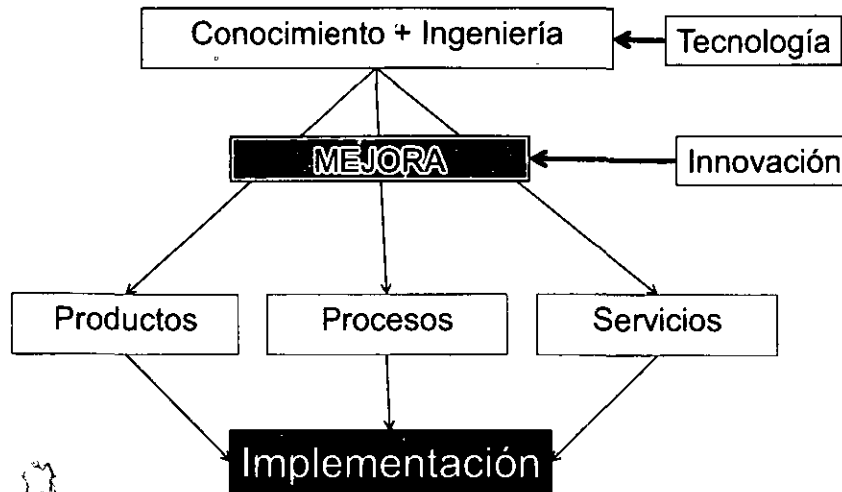 Conocimiento + Ingeniería
Tecnología
MEJORA
Innovación
Productos
Procesos
Servicios
Implementación